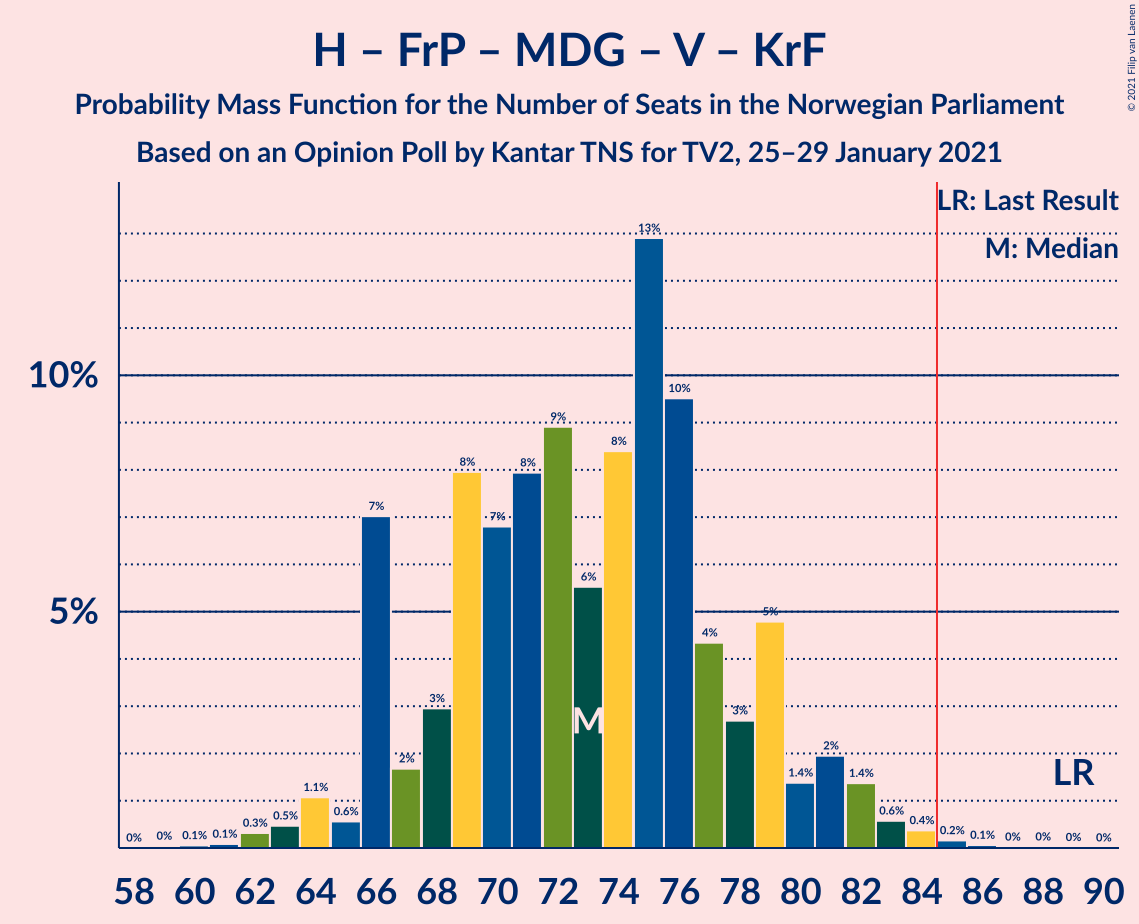 H – FrP – MDG – V – KrF
Probability Mass Function for the Number of Seats in the Norwegian Parliament
Based on an Opinion Poll by Kantar TNS for TV2, 25–29 January 2021
© 2021 Filip van Laenen
LR: Last Result
M: Median
13%
10%
10%
9%
8%
8%
8%
7%
7%
6%
5%
5%
4%
3%
3%
M
2%
2%
LR
1.1%
1.4%
1.4%
0% 0% 0.1% 0.1% 0.3% 0.5% 0.6% 0.6% 0.4% 0.2% 0.1% 0% 0% 0% 0%
58 60 62 64 66 68 70 72 74 76 78 80 82 84 86 88 90